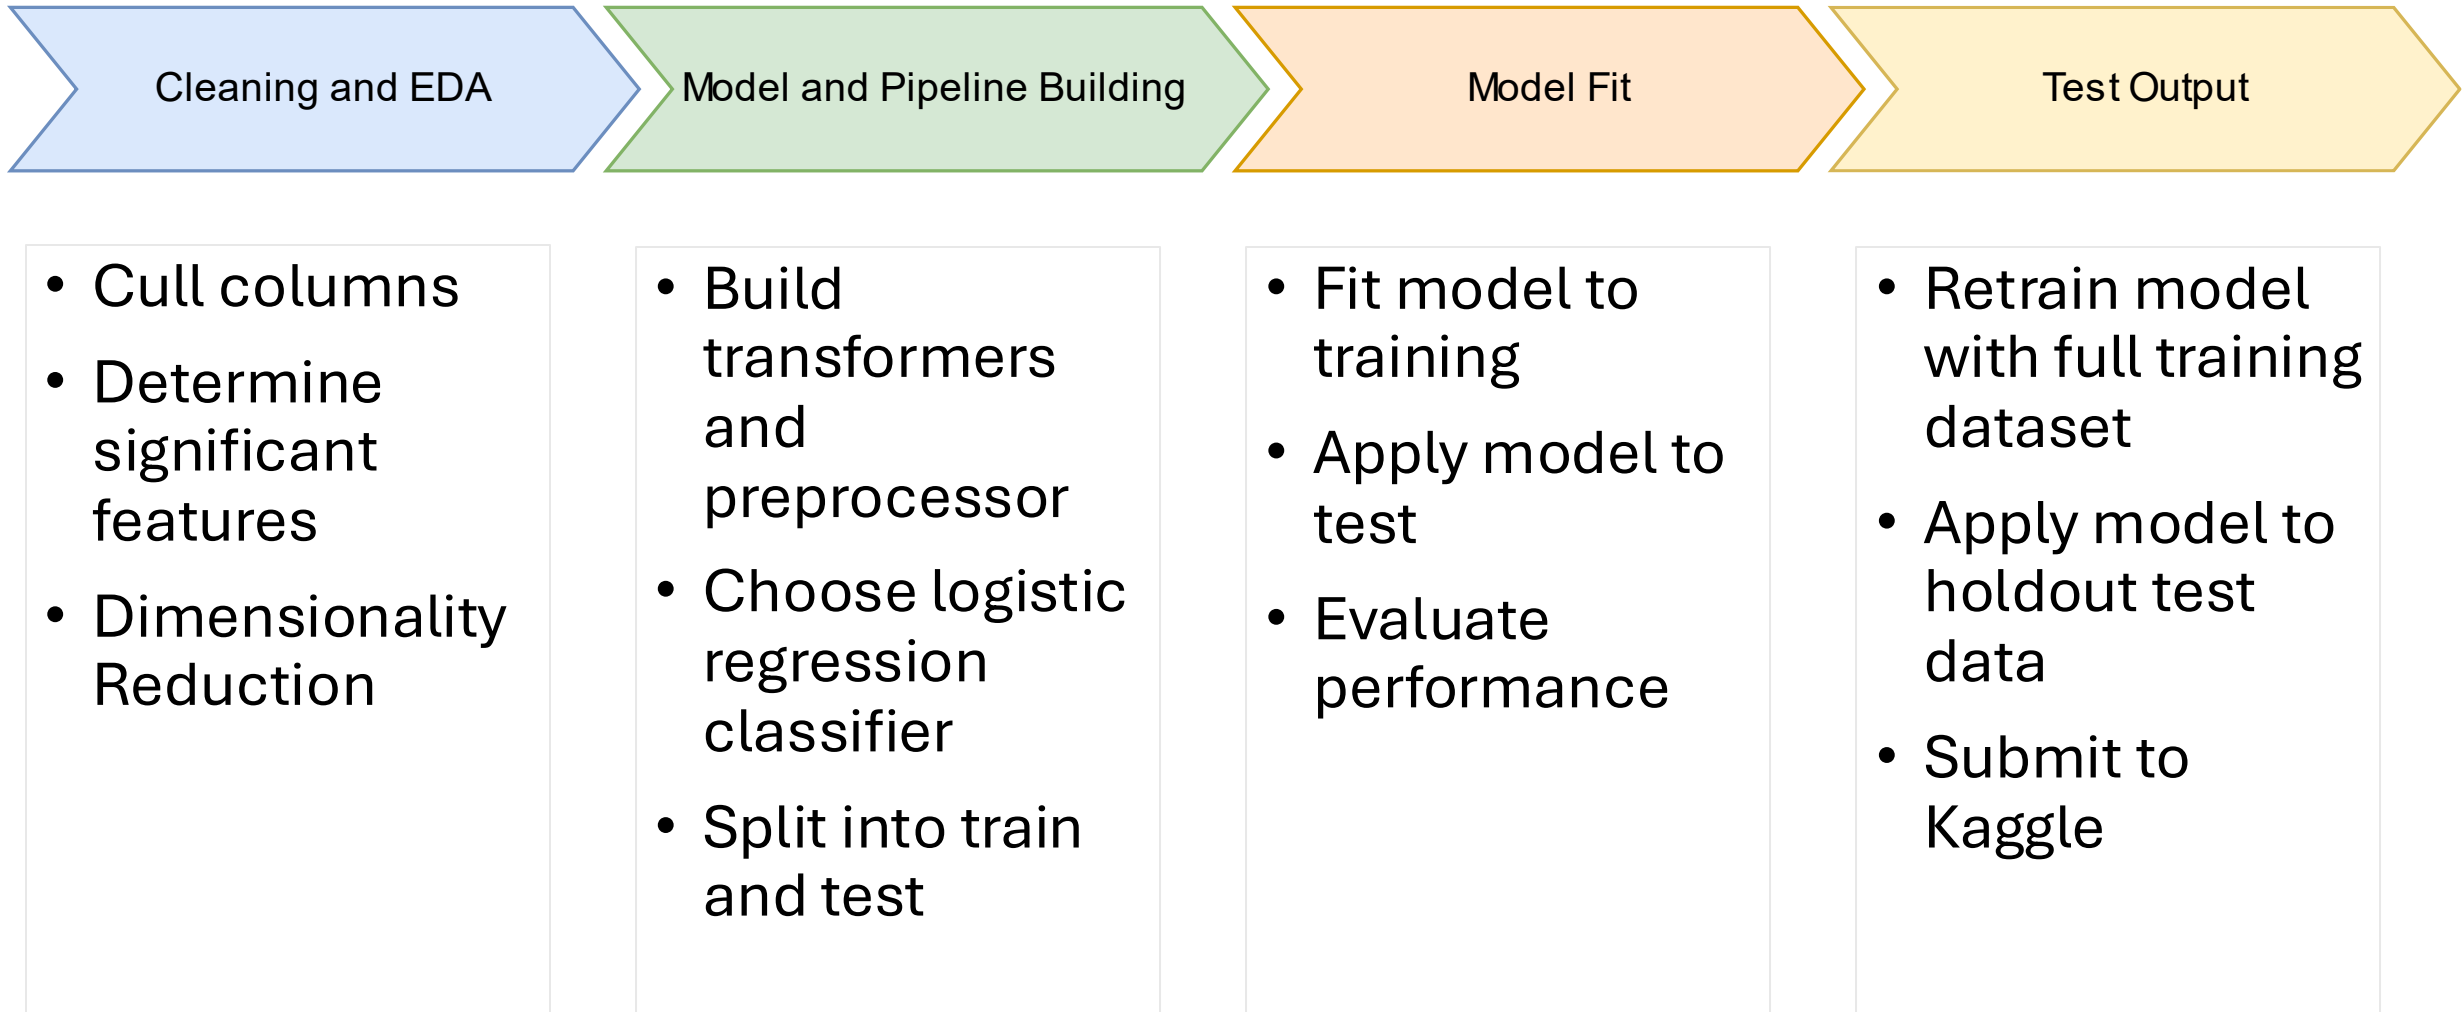 Cleaning and EDA
Model and Pipeline Building
Model Fit
Test Output
• Cull columns
• Determine
significant
features
• Dimensionality
Reduction
• Build
transformers
and
preprocessor
• Choose logistic
regression
classifier
• Split into train
and test
• Fit model to
training
• Apply model to
test
• Evaluate
performance
• Retrain model
with full training
dataset
• Apply model to
holdout test
data
• Submit to
Kaggle